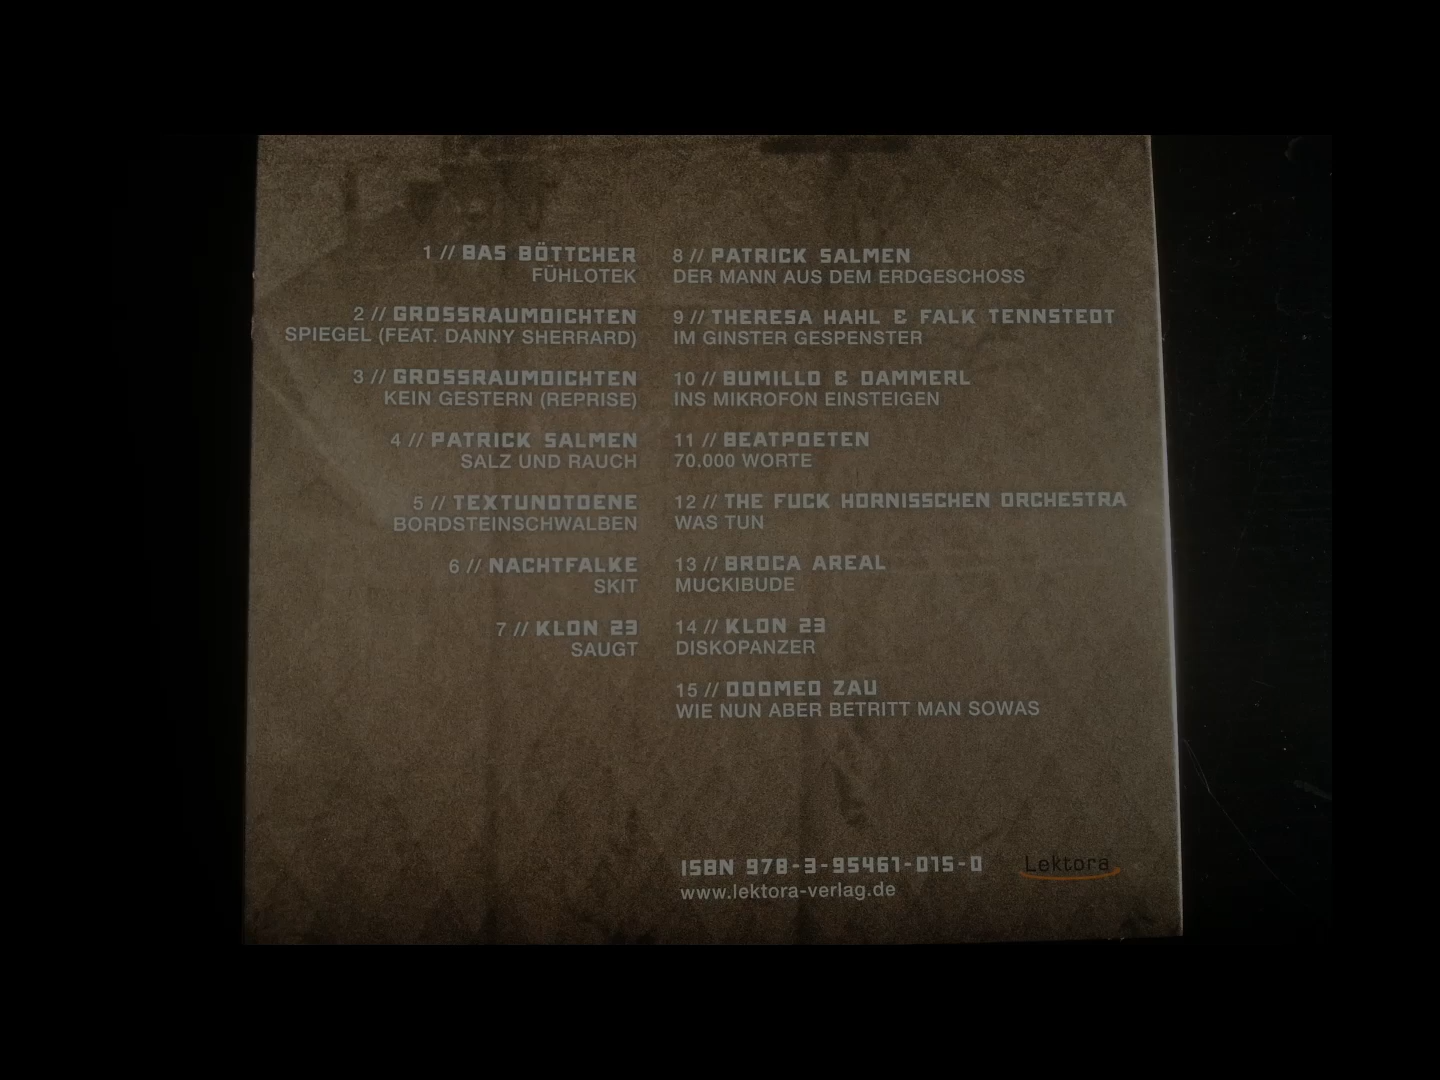 1 // BAS BÖTTCHER
FÜHLOTEK
2 // GROSSRAUMDICHTEN
SPIEGEL (FEAT. DANNY SHERRARD)
3 // GROSSRAUMDICHTEN
KEIN GESTERN (REPRISE)
4 // PATRICK SALMEN
SALZ UND RAUCH
5 // TEXTUNDTOENE
BORDSTEINSCHWALBEN
6 // NACHTFALKE
SKIT
7 // KLON 23
SAUGT
8 // PATRICK SALMEN
DER MANN AUS DEM ERDGESCHOSS
9 // THERESA HAHL & FALK TENNSTEDT
IM GINSTER GESPENSTER
10 // BUMILLO & DAMMERL
INS MIKROFON EINSTEIGEN
11 // BEATPOETEN
70.000 WORTE
12 // THE FUCK HORNISSCHEN ORCHESTRA
WAS TUN
13 // BROCA AREAL
MUCKIBUDE
14 // KLON 23
DISKOPANZER
15 // DOOMED ZAU
WIE NUN ABER BETRITT MAN SOWAS
ISBN 978-3-95461-015-0
www.lektora-verlag.de
Lektora